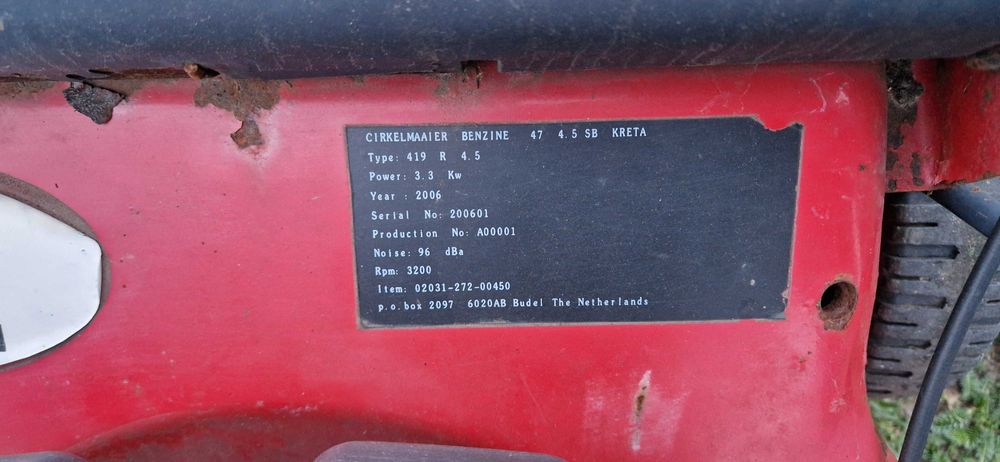 CIRKELMAAIER BENZINE 47 4.5 SB KRETA
Type: 419 R 4.5
Power: 3.3 Kw
Year : 2006
Serial No: 200601
Production No: A00001
Noise: 96 dBa
Rpm: 3200
Item: 02031-272-00450
p.o.box 2097 6020AB Budel The Netherlands